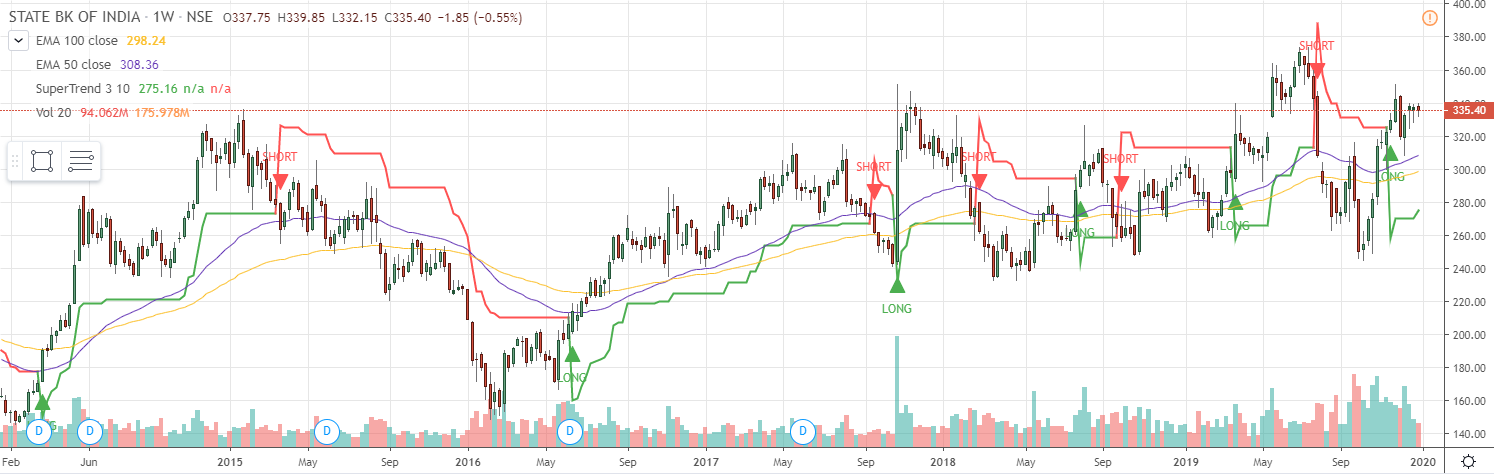 STATE BK OF INDIA · 1W · NSE O337.75 H339.85 L332.15 C335.40 −1.85 (−0.55%)
EMA 100 close 298.24
EMA 50 close 308.36
SuperTrend 3 10 275.16 n/a n/a
Vol 20 94.062M 175.978M
400.00
380.00
360.00
335.40
320.00
300.00
280.00
260.00
240.00
220.00
200.00
180.00
160.00
140.00
SHORT
SHORT
SHORT
SHORT
SHORT
LONG
LONG
LONG
D
D
D
D
D
Feb Jun 2015 May Sep 2016 May Sep 2017 May Sep 2018 May Sep 2019 May Sep 2020